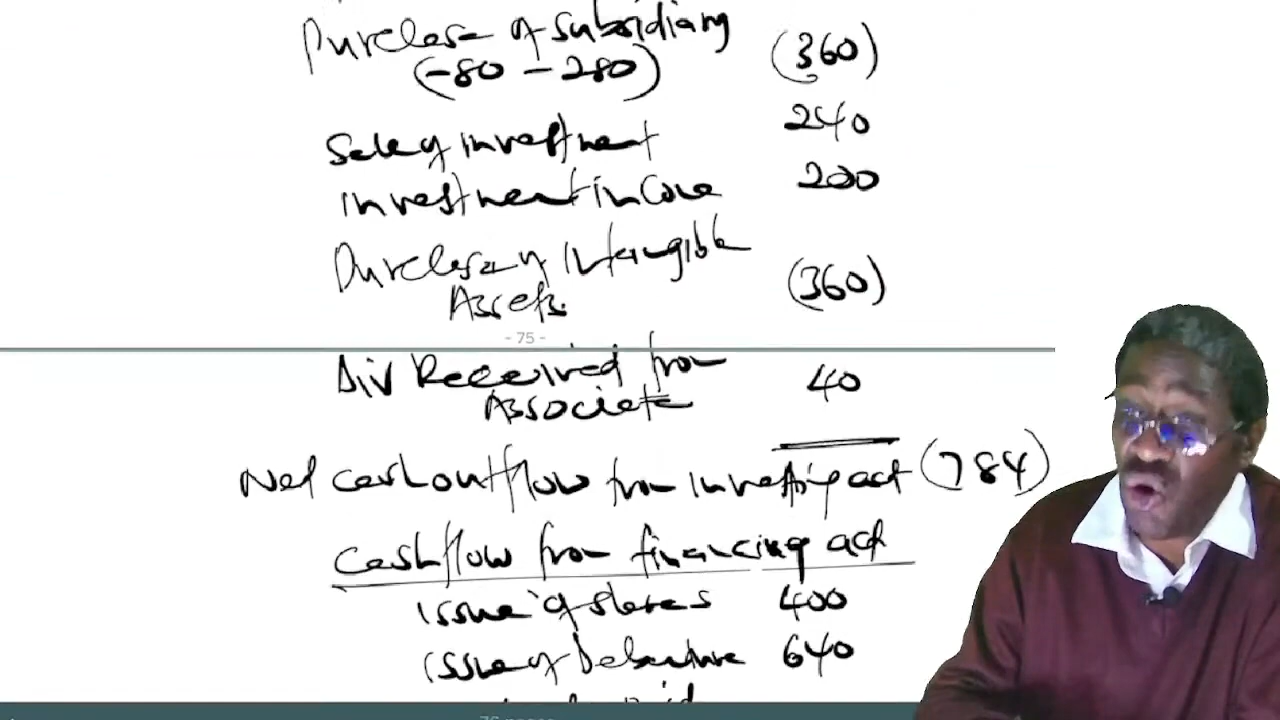 Purchase of subsidiary (360)
(-80 - 280)
Sale of investment 240
investment income 200
Purchase of Intangible
Assets. (360)
- 75 -
Div Received from 40
Associate
Net cash outflow from investing act (784)
cashflow from financing act
issue of shares 400
issue of Debenture 640